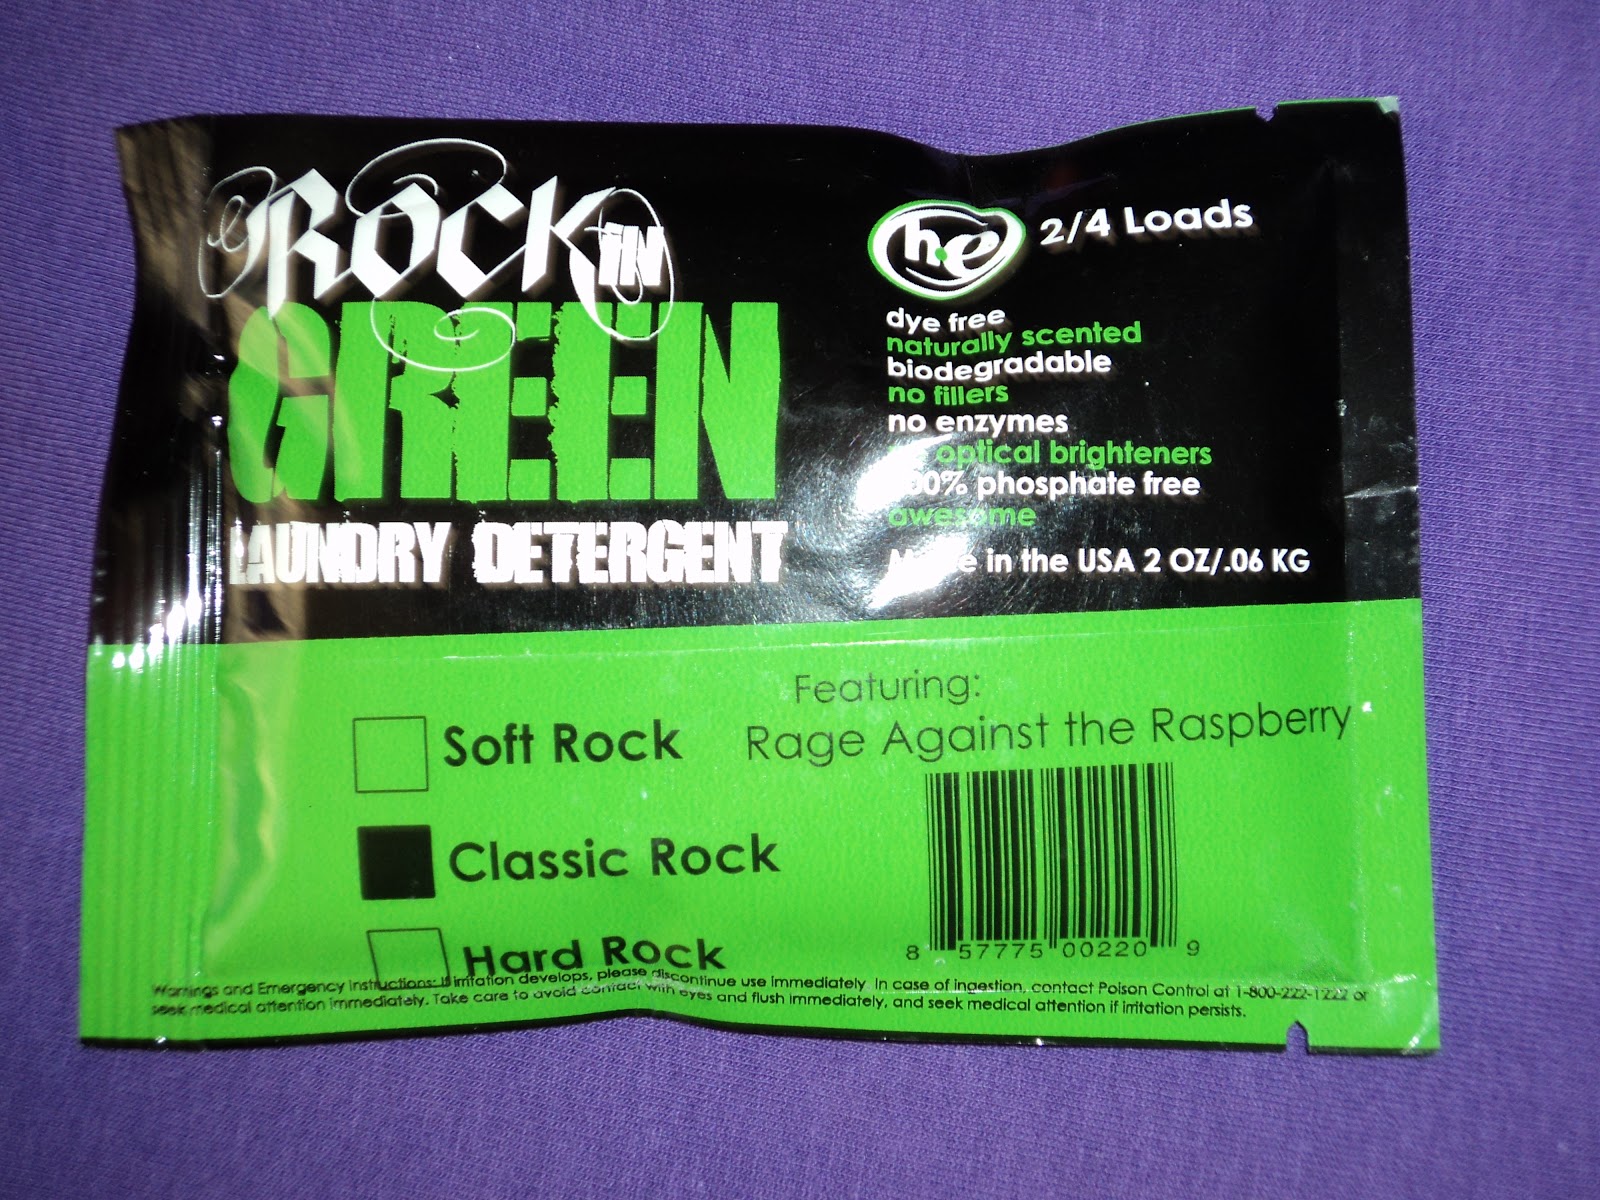 ROCK iN
GREEN
LAUNDRY DETERGENT
h.e 2/4 Loads
dye free
naturally scented
biodegradable
no fillers
no enzymes
optical brighteners
phosphate free
awesome
Made in the USA 2 OZ/.06 KG
Featuring:
Rage Against the Raspberry
Soft Rock
Classic Rock
Hard Rock
8 57775 00220 9
Warnings and Emergency Instructions: If irritation develops, please discontinue use immediately In case of ingestion, contact Poison Control at 1-800-222-1222 or
seek medical attention immediately. Take care to avoid contact with eyes and flush immediately, and seek medical attention if irritation persists.